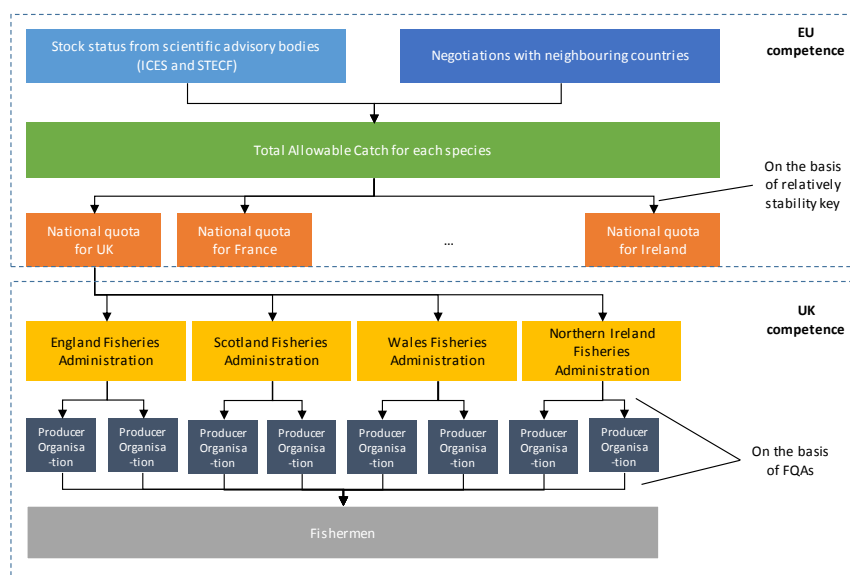 EU
competence
Stock status from scientific advisory bodies
(ICES and STECF)
Negotiations with neighbouring countries
Total Allowable Catch for each species
On the basis
of relatively
stability key
National quota
for UK
National quota
for France
...
National quota
for Ireland
UK
competence
England Fisheries
Administration
Scotland Fisheries
Administration
Wales Fisheries
Administration
Northern Ireland
Fisheries
Administration
Producer
Organisa
-tion
Producer
Organisa
-tion
Producer
Organisa
-tion
Producer
Organisa
-tion
Producer
Organisa
-tion
Producer
Organisa
-tion
Producer
Organisa
-tion
Producer
Organisa
-tion
On the basis
of FQAs
Fishermen